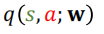 q(s, a; w)